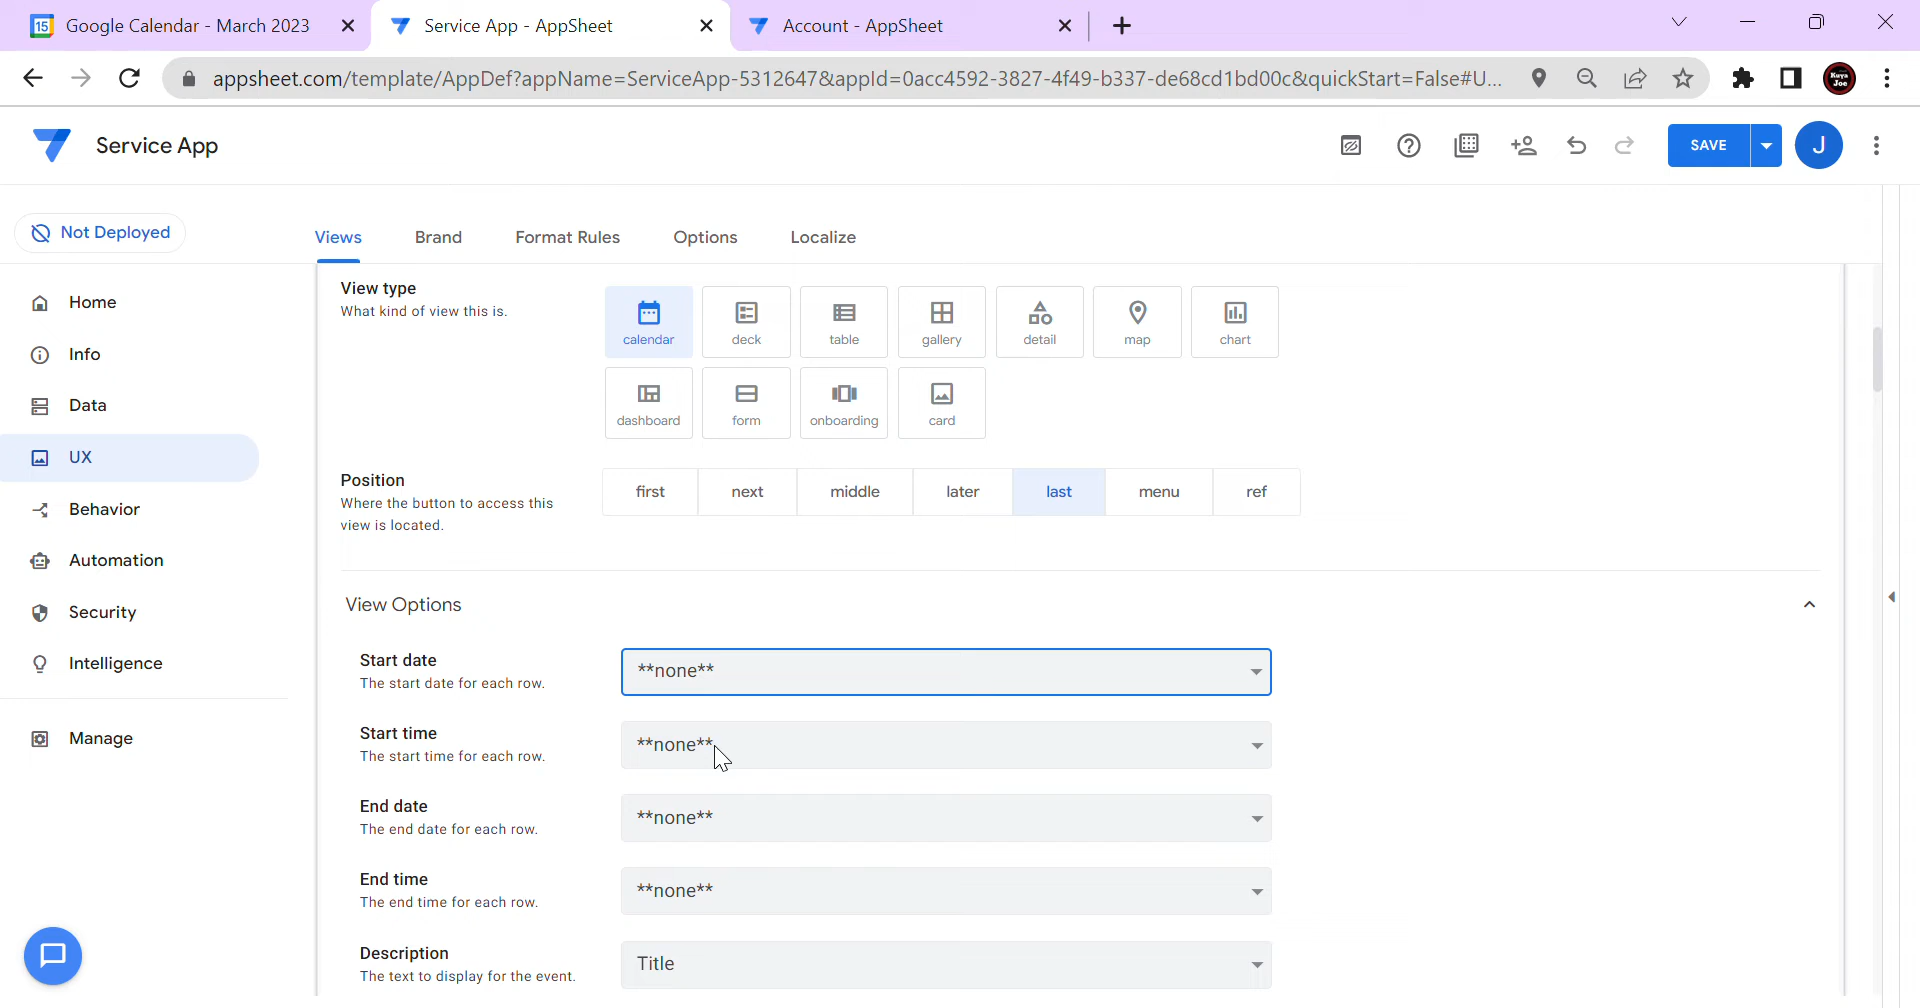 15 Google Calendar - March 2023
Service App - AppSheet
Account - AppSheet
appsheet.com/template/AppDef?appName=ServiceApp-5312647&appId=0acc4592-3827-4f49-b337-de68cd1bd00c&quickStart=False#U...
Kuya Joe
Service App
SAVE
J
Not Deployed
Views Brand Format Rules Options Localize
Home
Info
Data
UX
Behavior
Automation
Security
Intelligence
Manage
View type
What kind of view this is.
calendar deck table gallery detail map chart
dashboard form onboarding card
Position
Where the button to access this
view is located.
first next middle later last menu ref
View Options
Start date
The start date for each row.
**none**
Start time
The start time for each row.
**none**
End date
The end date for each row.
**none**
End time
The end time for each row.
**none**
Description
The text to display for the event.
Title